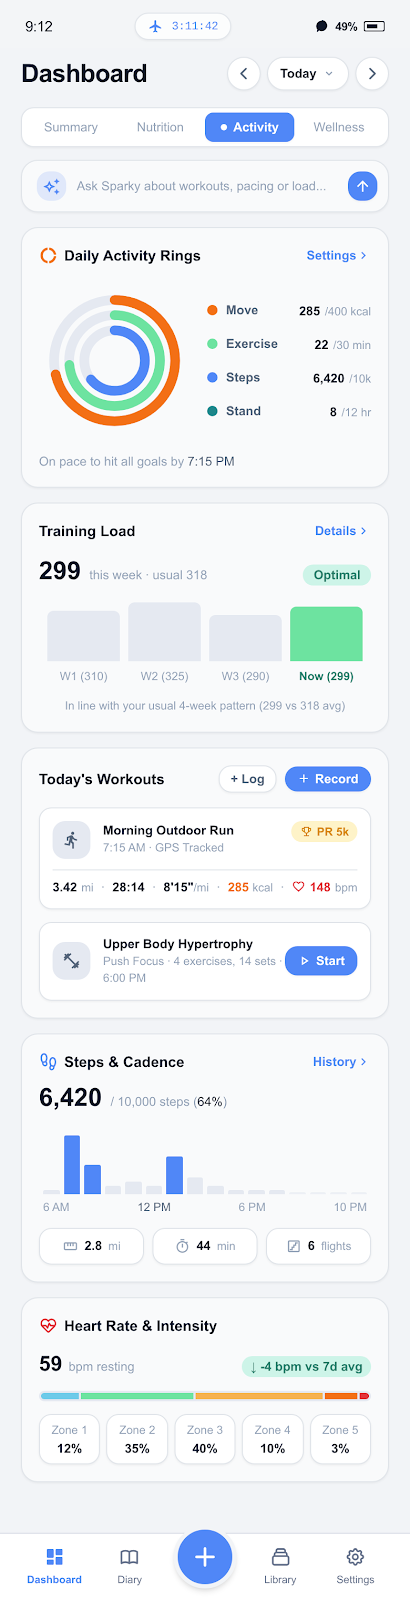 9:12
3:11:42
49%
Dashboard
Today
Summary
Nutrition
Activity
Wellness
Ask Sparky about workouts, pacing or load...
Daily Activity Rings
Settings
Move 285 /400 kcal
Exercise 22 /30 min
Steps 6,420 /10k
Stand 8 /12 hr
On pace to hit all goals by 7:15 PM
Training Load
Details
299 this week · usual 318
Optimal
W1 (310)
W2 (325)
W3 (290)
Now (299)
In line with your usual 4-week pattern (299 vs 318 avg)
Today's Workouts
+ Log
+ Record
Morning Outdoor Run
7:15 AM · GPS Tracked
PR 5k
3.42 mi · 28:14 · 8'15"/mi · 285 kcal · 148 bpm
Upper Body Hypertrophy
Push Focus · 4 exercises, 14 sets ·
6:00 PM
Start
Steps & Cadence
History
6,420 / 10,000 steps (64%)
6 AM
12 PM
6 PM
10 PM
2.8 mi
44 min
6 flights
Heart Rate & Intensity
59 bpm resting
↓ -4 bpm vs 7d avg
Zone 1
12%
Zone 2
35%
Zone 3
40%
Zone 4
10%
Zone 5
3%
Dashboard
Diary
Library
Settings